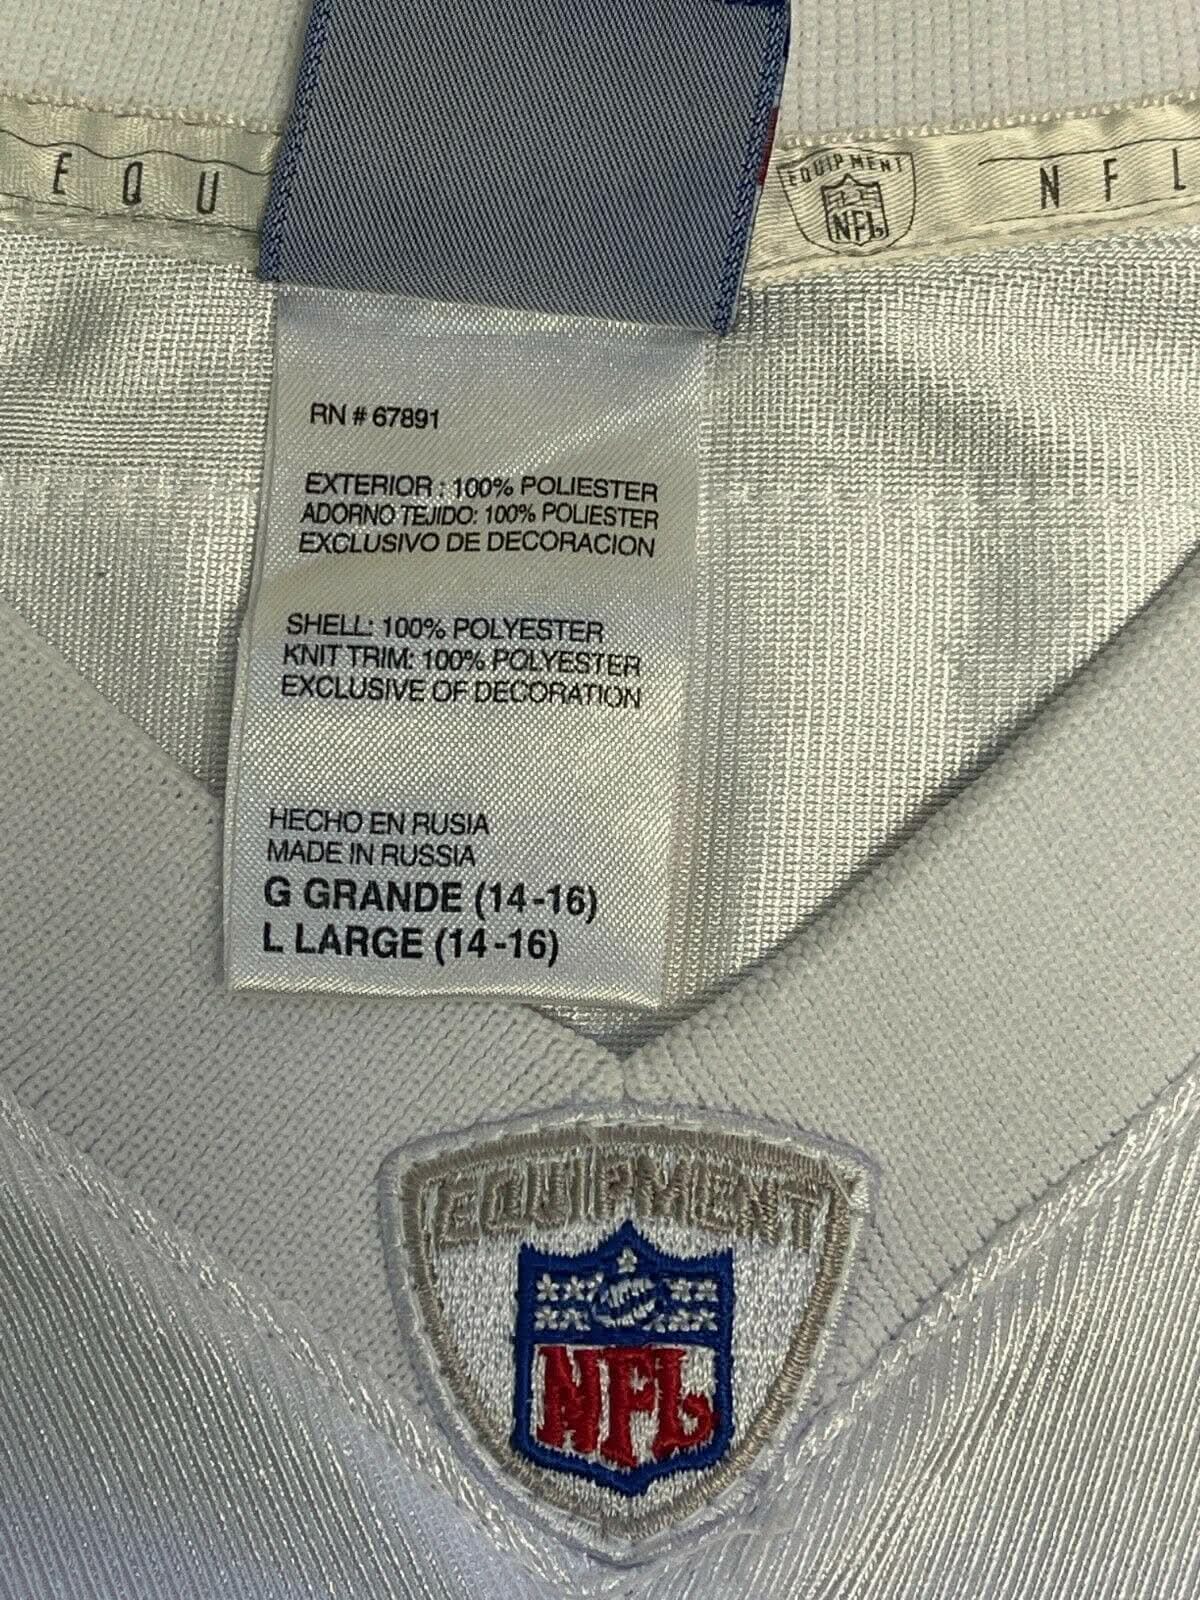 EQU
EQUIPMENT
NFL
NFL
RN # 67891
EXTERIOR : 100% POLIESTER
ADORNO TEJIDO: 100% POLIESTER
EXCLUSIVO DE DECORACION
SHELL: 100% POLYESTER
KNIT TRIM: 100% POLYESTER
EXCLUSIVE OF DECORATION
HECHO EN RUSIA
MADE IN RUSSIA
G GRANDE (14-16)
L LARGE (14-16)
EQUIPMENT
NFL